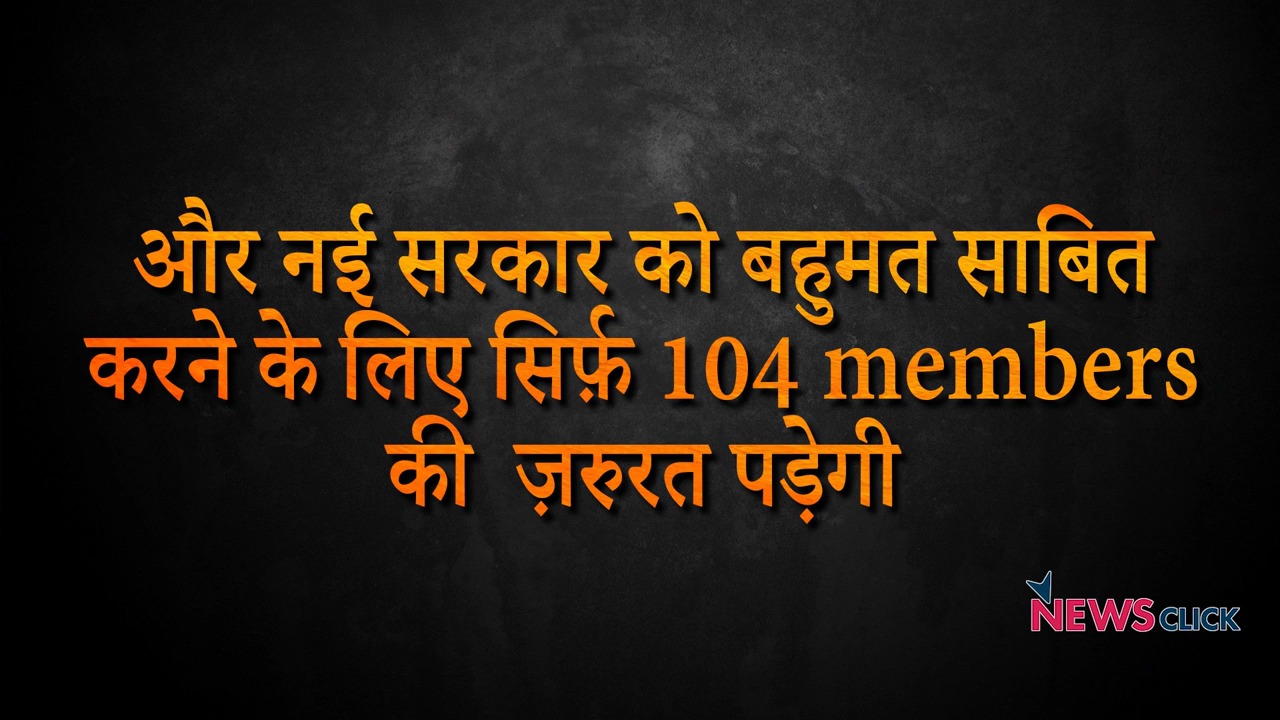 और नई सरकार को बहुमत साबित
करने के लिए सिर्फ़ 104 members
की ज़रुरत पड़ेगी
NEWSCLICK